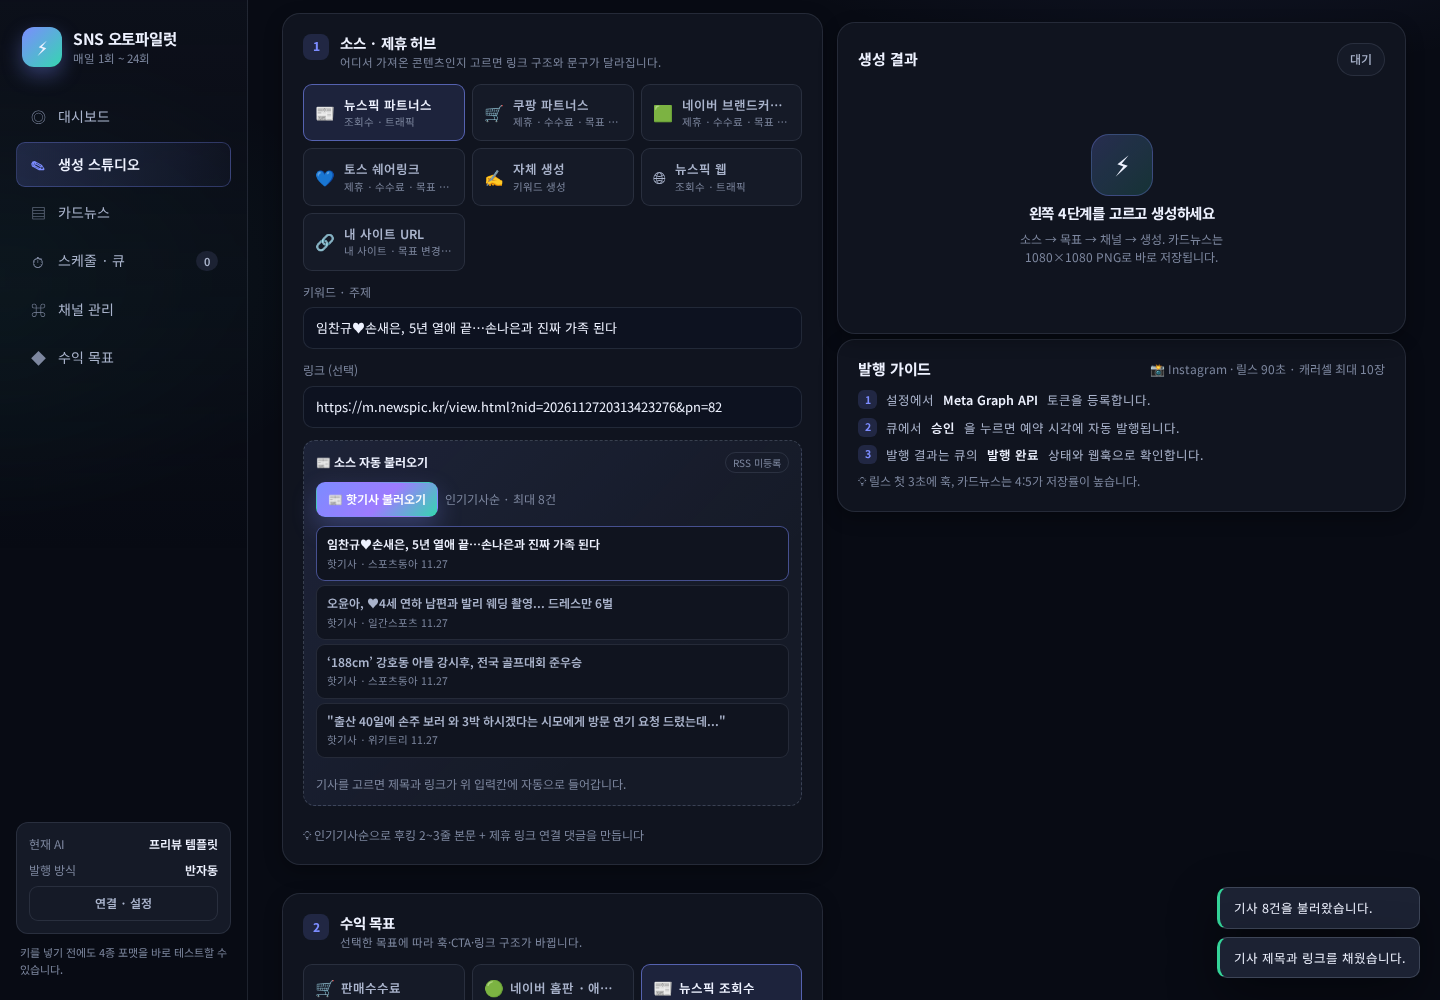 SNS 오토파일럿
매일 1회 ~ 24회
대시보드
생성 스튜디오
카드뉴스
스케줄 · 큐
0
채널 관리
수익 목표
현재 AI
프리뷰 템플릿
발행 방식
반자동
연결 · 설정
키를 넣기 전에도 4종 포맷을 바로 테스트할 수
있습니다.
1
소스 · 제휴 허브
어디서 가져온 콘텐츠인지 고르면 링크 구조와 문구가 달라집니다.
뉴스픽 파트너스
조회수 · 트래픽
쿠팡 파트너스
제휴 · 수수료 · 목표 …
네이버 브랜드커…
제휴 · 수수료 · 목표 …
토스 쉐어링크
제휴 · 수수료 · 목표 …
자체 생성
키워드 생성
뉴스픽 웹
조회수 · 트래픽
내 사이트 URL
내 사이트 · 목표 변경…
키워드 · 주제
임찬규♥손새은, 5년 열애 끝…손나은과 진짜 가족 된다
링크 (선택)
https://m.newspic.kr/view.html?nid=2026112720313423276&pn=82
📰 소스 자동 불러오기
RSS 미등록
📰 핫기사 불러오기
인기기사순 · 최대 8건
임찬규♥손새은, 5년 열애 끝…손나은과 진짜 가족 된다
핫기사 · 스포츠동아 11.27
오윤아, ♥4세 연하 남편과 발리 웨딩 촬영... 드레스만 6벌
핫기사 · 일간스포츠 11.27
‘188cm’ 강호동 아들 강시후, 전국 골프대회 준우승
핫기사 · 스포츠동아 11.27
"출산 40일에 손주 보러 와 3박 하시겠다는 시모에게 방문 연기 요청 드렸는데..."
핫기사 · 위키트리 11.27
기사를 고르면 제목과 링크가 위 입력칸에 자동으로 들어갑니다.
💡 인기기사순으로 후킹 2~3줄 본문 + 제휴 링크 연결 댓글을 만듭니다
2
수익 목표
선택한 목표에 따라 훅·CTA·링크 구조가 바뀝니다.
판매수수료
네이버 홈판 · 애…
뉴스픽 조회수
생성 결과
대기
왼쪽 4단계를 고르고 생성하세요
소스 → 목표 → 채널 → 생성. 카드뉴스는
1080×1080 PNG로 바로 저장됩니다.
발행 가이드
📸 Instagram · 릴스 90초 · 캐러셀 최대 10장
1 설정에서 Meta Graph API 토큰을 등록합니다.
2 큐에서 승인 을 누르면 예약 시각에 자동 발행됩니다.
3 발행 결과는 큐의 발행 완료 상태와 웹훅으로 확인합니다.
💡 릴스 첫 3초에 훅, 카드뉴스는 4:5가 저장률이 높습니다.
기사 8건을 불러왔습니다.
기사 제목과 링크를 채웠습니다.